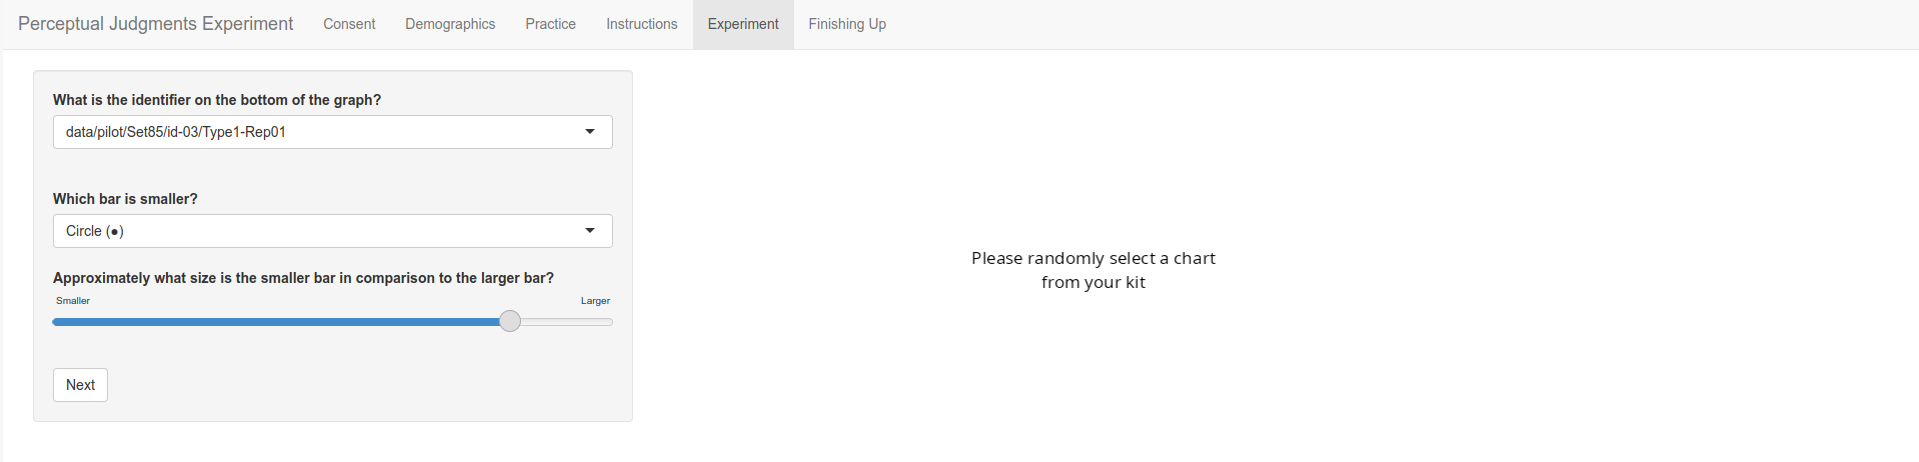 Perceptual Judgments Experiment Consent Demographics Practice Instructions Experiment Finishing Up
What is the identifier on the bottom of the graph?
data/pilot/Set85/id-03/Type1-Rep01
Which bar is smaller?
Circle (●)
Approximately what size is the smaller bar in comparison to the larger bar?
Smaller Larger
Next
Please randomly select a chart
from your kit